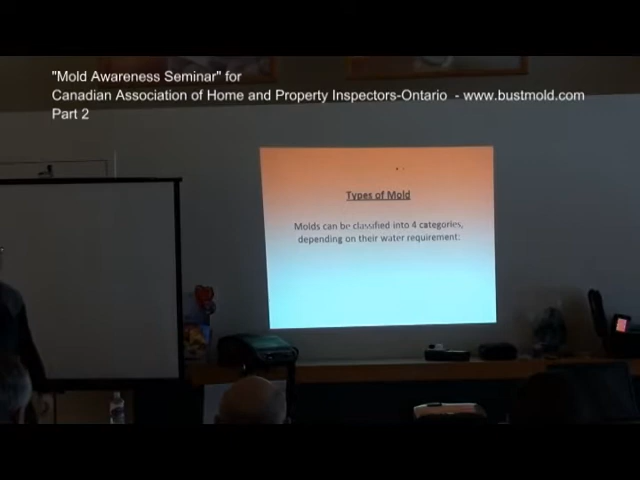 "Mold Awareness Seminar" for
Canadian Association of Home and Property Inspectors-Ontario - www.bustmold.com
Part 2
Types of Mold
Molds can be classified into 4 categories,
depending on their water requirement: